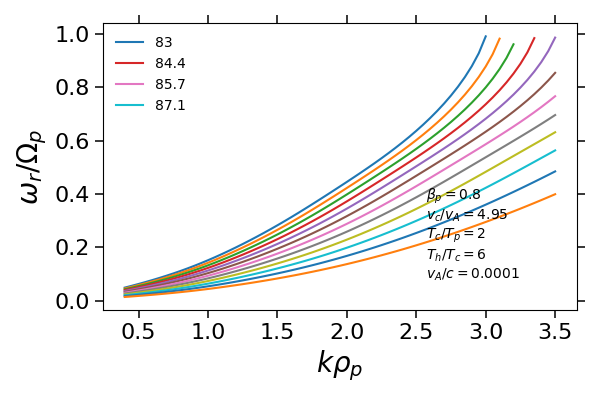 1.0
0.8
0.6
0.4
0.2
0.0
ω_r/Ω_p
83
84.4
85.7
87.1
β_p = 0.8
v_c/v_A = 4.95
T_c/T_p = 2
T_h/T_c = 6
v_A/c = 0.0001
0.5 1.0 1.5 2.0 2.5 3.0 3.5
kρ_p